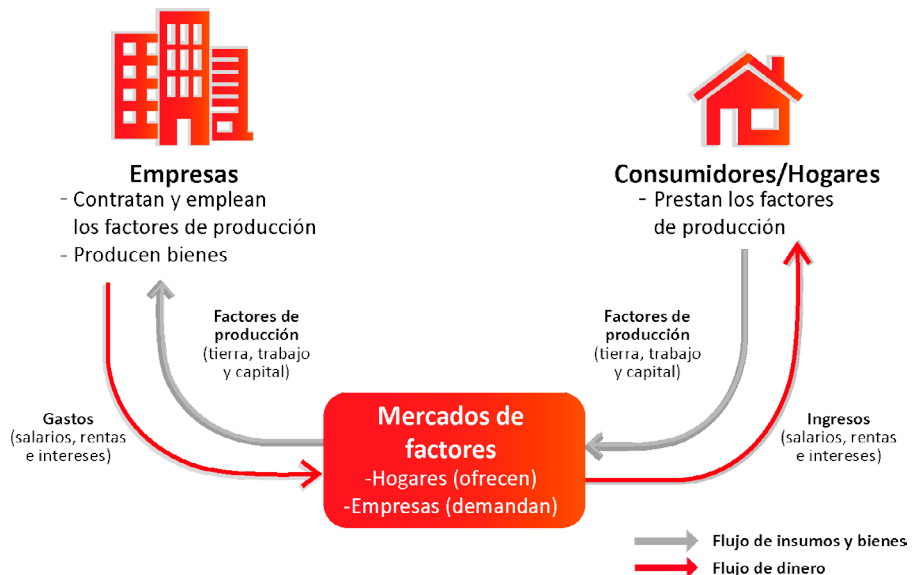 Empresas
- Contratan y emplean
los factores de producción
- Producen bienes
Consumidores/Hogares
- Prestan los factores
de producción
Factores de
producción
(tierra, trabajo
y capital)
Factores de
producción
(tierra, trabajo
y capital)
Gastos
(salarios, rentas
e intereses)
Mercados de
factores
-Hogares (ofrecen)
-Empresas (demandan)
Ingresos
(salarios, rentas
e intereses)
Flujo de insumos y bienes
Flujo de dinero